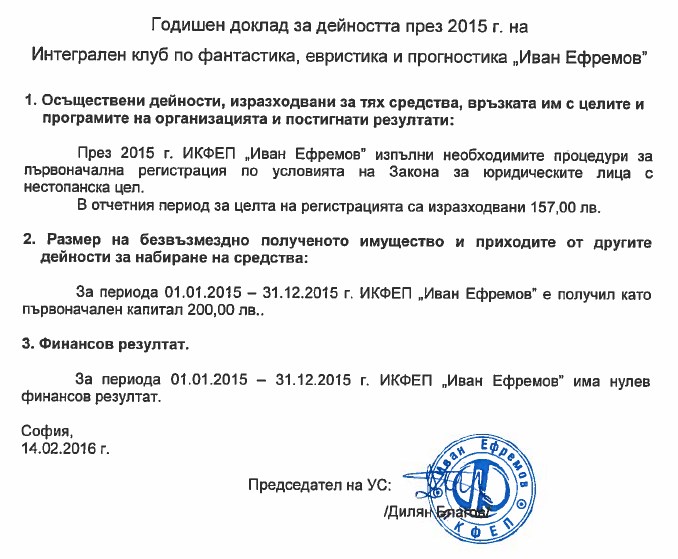 Годишен доклад за дейността през 2015 г. на
Интегрален клуб по фантастика, евристика и прогностика „Иван Ефремов”
1. Осъществени дейности, изразходвани за тях средства, връзката им с целите и
програмите на организацията и постигнати резултати:
През 2015 г. ИКФЕП „Иван Ефремов” изпълни необходимите процедури за
първоначална регистрация по условията на Закона за юридическите лица с
нестопанска цел.
В отчетния период за целта на регистрацията са изразходвани 157,00 лв.
2. Размер на безвъзмездно полученото имущество и приходите от другите
дейности за набиране на средства:
За периода 01.01.2015 – 31.12.2015 г. ИКФЕП „Иван Ефремов” е получил като
първоначален капитал 200,00 лв..
3. Финансов резултат.
За периода 01.01.2015 – 31.12.2015 г. ИКФЕП „Иван Ефремов” има нулев
финансов резултат.
София,
14.02.2016 г.
Председател на УС:
/Дилян Благов/
Иван Ефремов
ИКФЕП